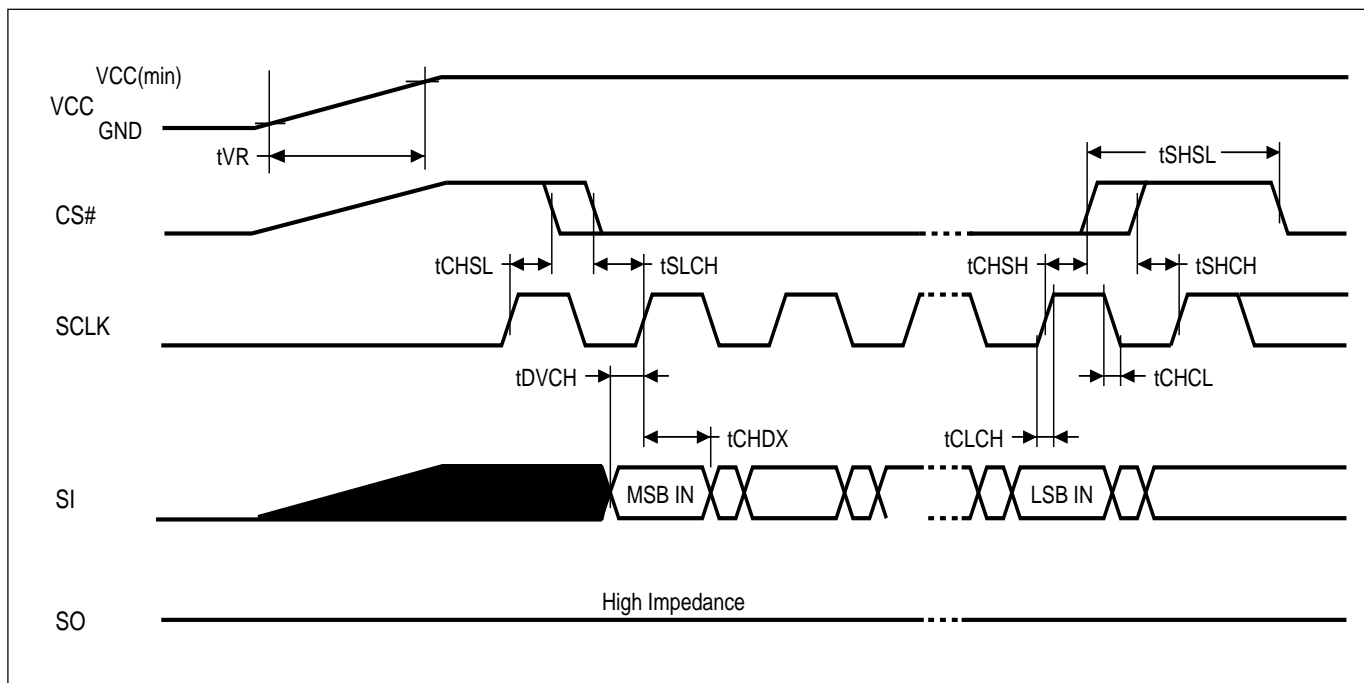 VCC(min)
VCC
GND
tVR
tSHSL
CS#
tCHSL
tSLCH
tCHSH
tSHCH
SCLK
tDVCH
tCHCL
tCHDX
tCLCH
SI
MSB IN
LSB IN
High Impedance
SO